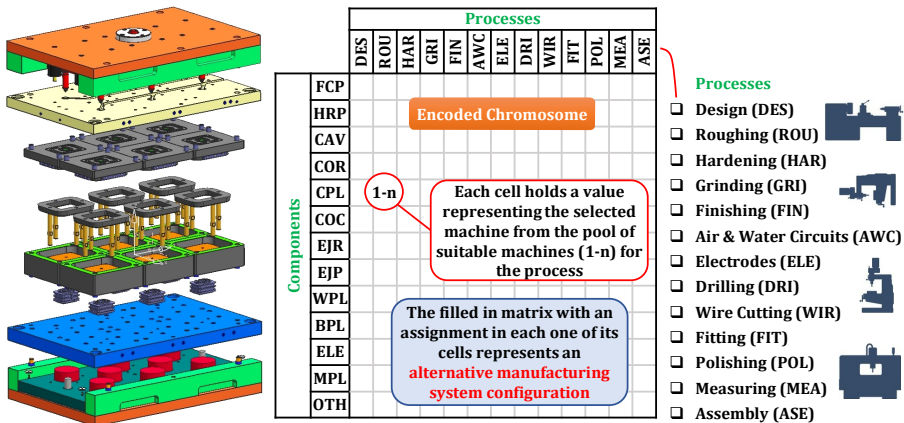 Processes
DES ROU HAR GRI FIN AWC ELE DRI WIR FIT POL MEA ASE
Components
FCP
HRP
CAV
COR
CPL
COC
EJR
EJP
WPL
BPL
ELE
MPL
OTH
Encoded Chromosome
1-n
Each cell holds a value
representing the selected
machine from the pool of
suitable machines (1-n) for
the process
The filled in matrix with an
assignment in each one of its
cells represents an
alternative manufacturing
system configuration
Processes
Design (DES)
Roughing (ROU)
Hardening (HAR)
Grinding (GRI)
Finishing (FIN)
Air & Water Circuits (AWC)
Electrodes (ELE)
Drilling (DRI)
Wire Cutting (WIR)
Fitting (FIT)
Polishing (POL)
Measuring (MEA)
Assembly (ASE)